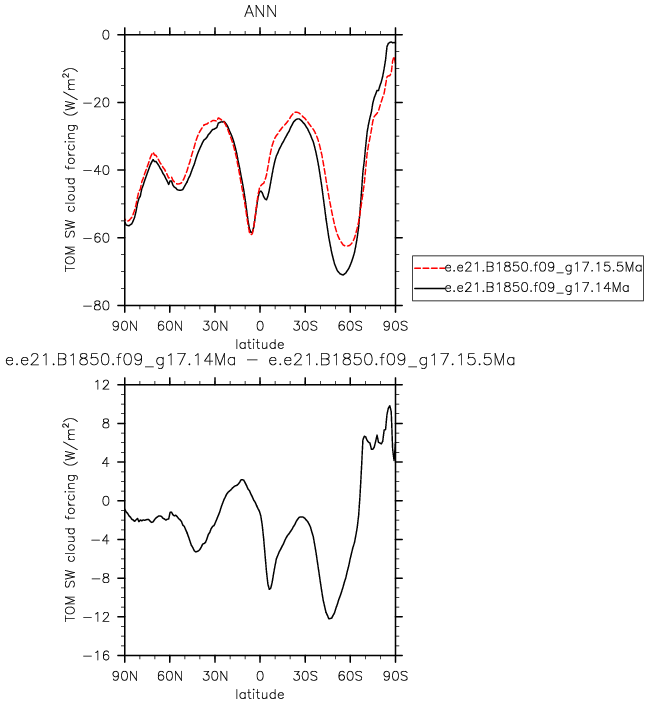 ANN
TOM SW cloud forcing (W/m²)
0
−20
−40
−60
−80
90N 60N 30N 0 30S 60S 90S
latitude
e.e21.B1850.f09_g17.15.5Ma
e.e21.B1850.f09_g17.14Ma
e.e21.B1850.f09_g17.14Ma − e.e21.B1850.f09_g17.15.5Ma
TOM SW cloud forcing (W/m²)
12
8
4
0
−4
−8
−12
−16
90N 60N 30N 0 30S 60S 90S
latitude